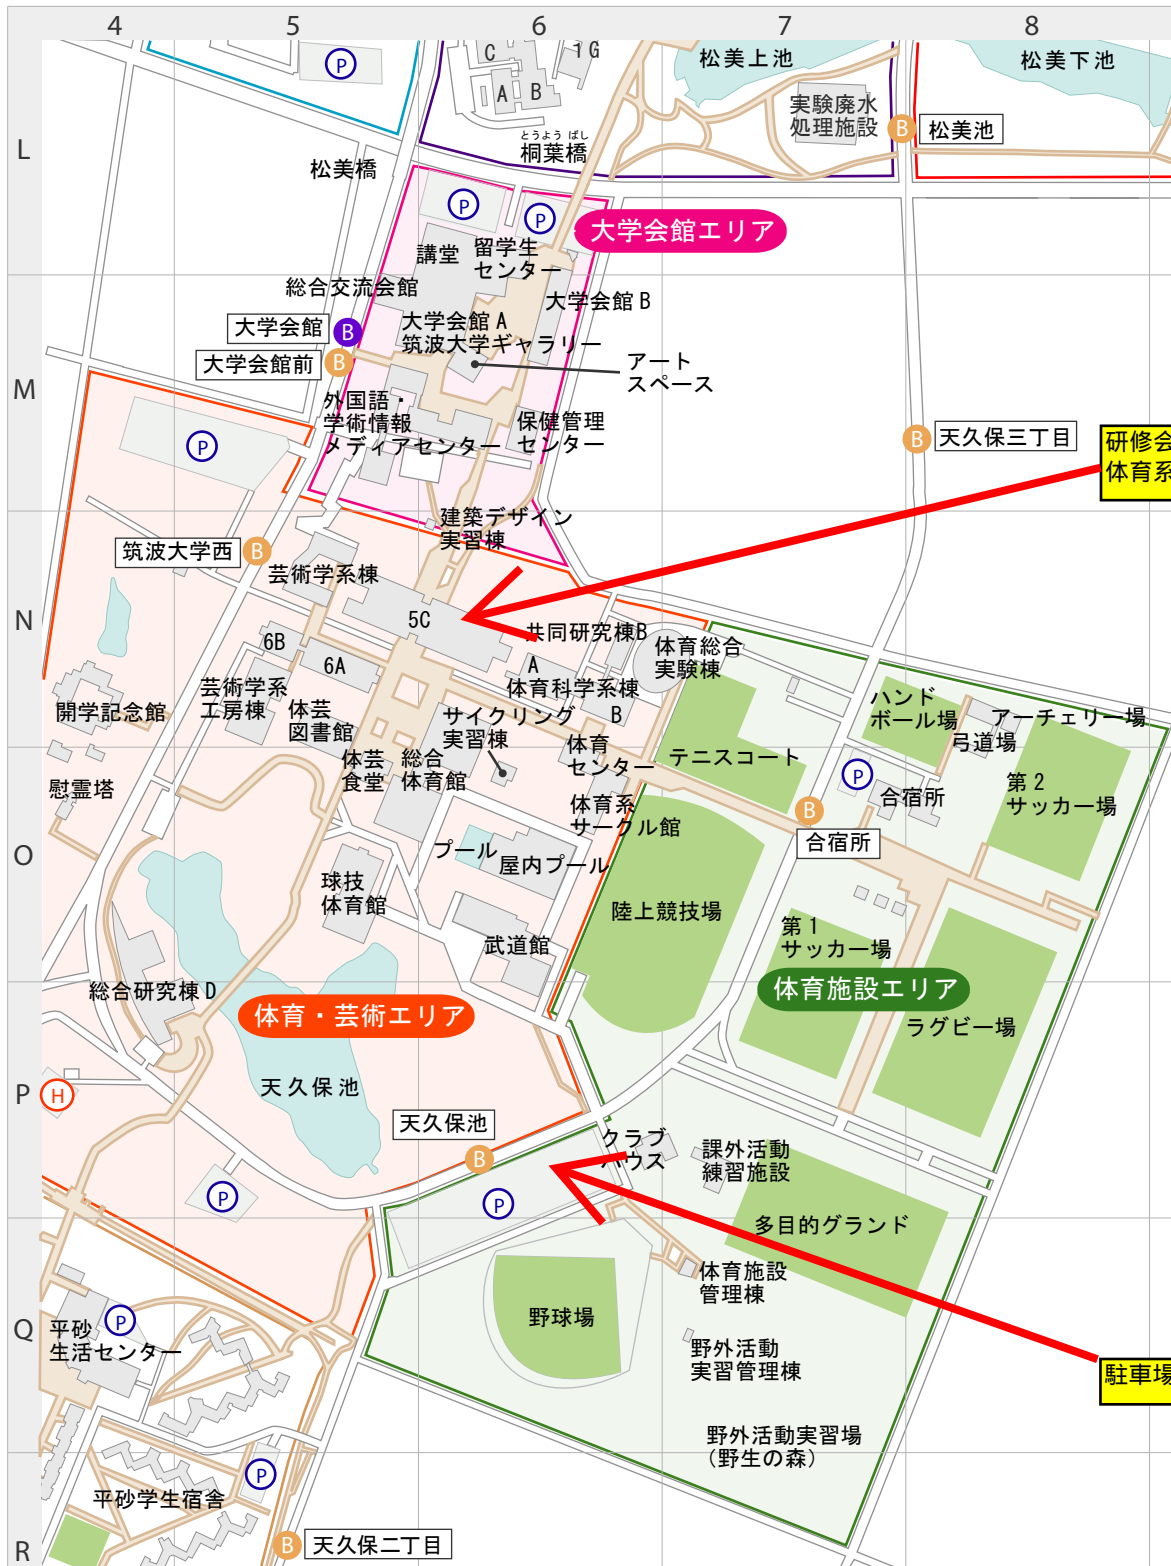 4 5 6 7 8
L
M
N
O
P
Q
R
P
C
1G
A
B
とうよう ばし
桐葉橋
松美上池
松美下池
実験廃水
処理施設
B
松美池
松美橋
P
P
大学会館エリア
講堂
留学生
センター
総合交流会館
大学会館B
大学会館
B
大学会館A
筑波大学ギャラリー
大学会館前
B
アート
スペース
外国語・
学術情報
メディアセンター
保健管理
センター
P
B
天久保三丁目
研修会
体育系
建築デザイン
実習棟
筑波大学西
B
芸術学系棟
5C
共同研究棟B
体育総合
実験棟
6B
6A
A
体育科学系棟
B
芸術学系
工房棟
体芸
図書館
サイクリング
実習棟
開学記念館
ハンド
ボール場
アーチェリー場
弓道場
体育
センター
テニスコート
体芸
食堂
総合
体育館
P
慰霊塔
合宿所
第2
サッカー場
体育系
サークル館
B
合宿所
プール
屋内プール
球技
体育館
陸上競技場
第1
サッカー場
武道館
総合研究棟D
体育・芸術エリア
体育施設エリア
ラグビー場
天久保池
H
天久保池
B
クラブ
ハウス
課外活動
練習施設
P
P
多目的グランド
体育施設
管理棟
野球場
P
平砂
生活センター
野外活動
実習管理棟
駐車場
野外活動実習場
（野生の森）
P
平砂学生宿舎
B
天久保二丁目